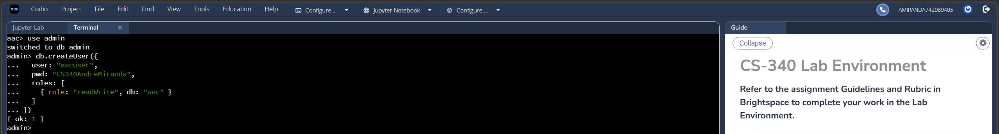 Codio Project File Edit Find View Tools Education Help Configure.... Jupyter Notebook Configure.... AMIRANDA742089405
Jupyter Lab Terminal ×
aac> use admin
switched to db admin
admin> db.createUser({
...   user: "aacuser",
...   pwd: "CS340AndreMiranda",
...   roles: [
...     { role: "readWrite", db: "aac" }
...   ]
... })
{ ok: 1 }
admin>
Guide
Collapse
CS-340 Lab Environment
Refer to the assignment Guidelines and Rubric in
Brightspace to complete your work in the Lab
Environment.